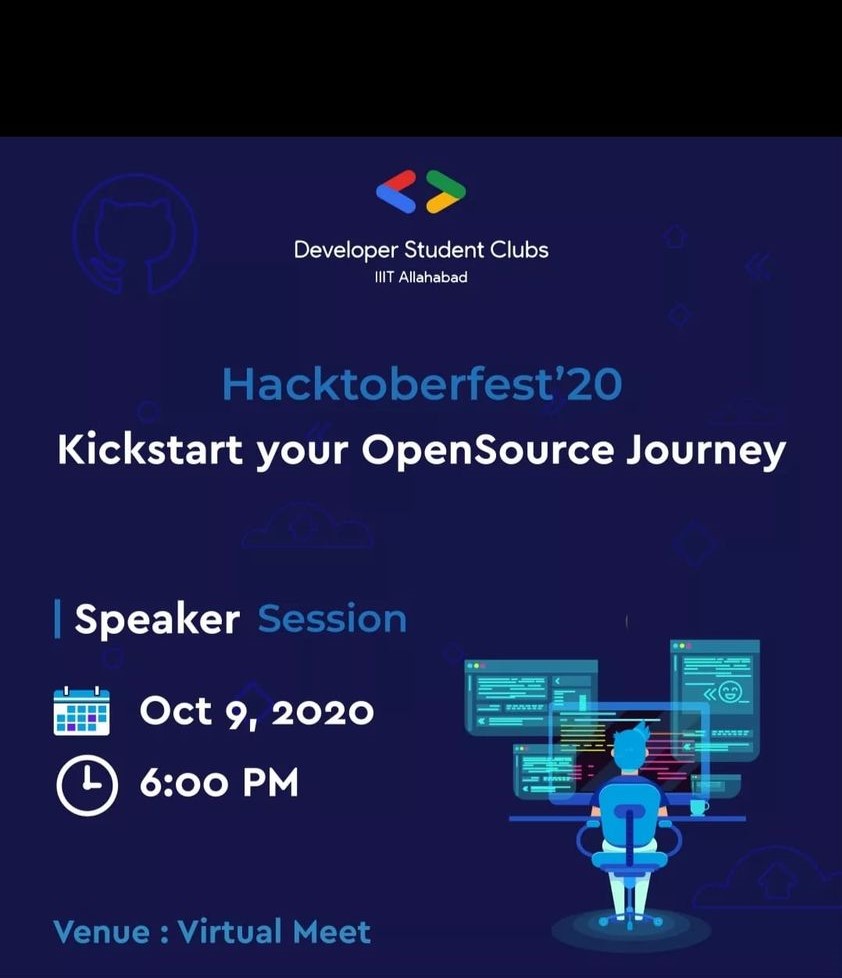 Developer Student Clubs
IIIT Allahabad
Hacktoberfest’20
Kickstart your OpenSource Journey
Speaker Session
Oct 9, 2020
6:00 PM
Venue : Virtual Meet